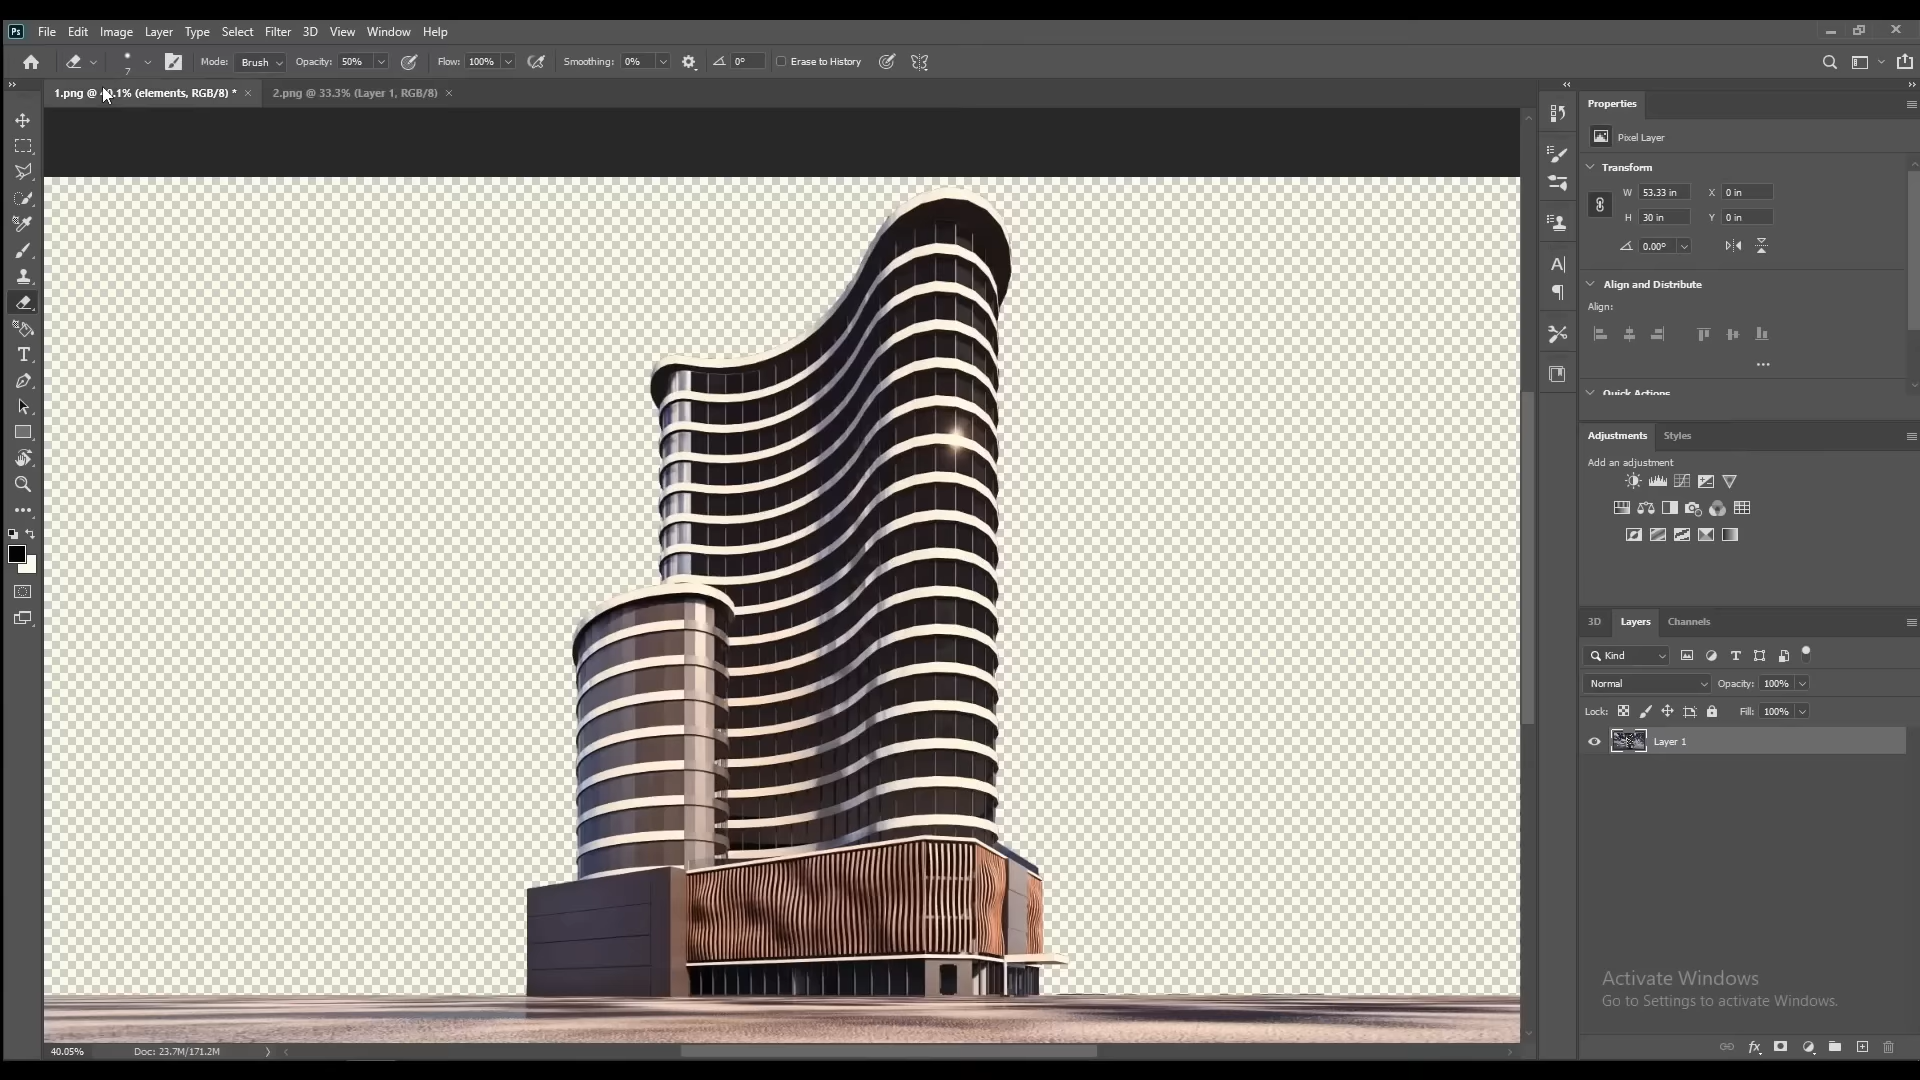 Ps File Edit Image Layer Type Select Filter 3D View Window Help
7 Mode: Brush Opacity: 50% Flow: 100% Smoothing: 0% 0° Erase to History
1.png @ .1% (elements, RGB/8) * × 2.png @ 33.3% (Layer 1, RGB/8) ×
Properties
Pixel Layer
Transform
W 53.33 in X 0 in
H 30 in Y 0 in
0.00°
Align and Distribute
Align:
Quick Actions
Adjustments Styles
Add an adjustment
3D Layers Channels
Kind
Normal Opacity: 100%
Lock: Fill: 100%
Layer 1
Activate Windows
Go to Settings to activate Windows.
40.05% Doc: 23.7M/171.2M